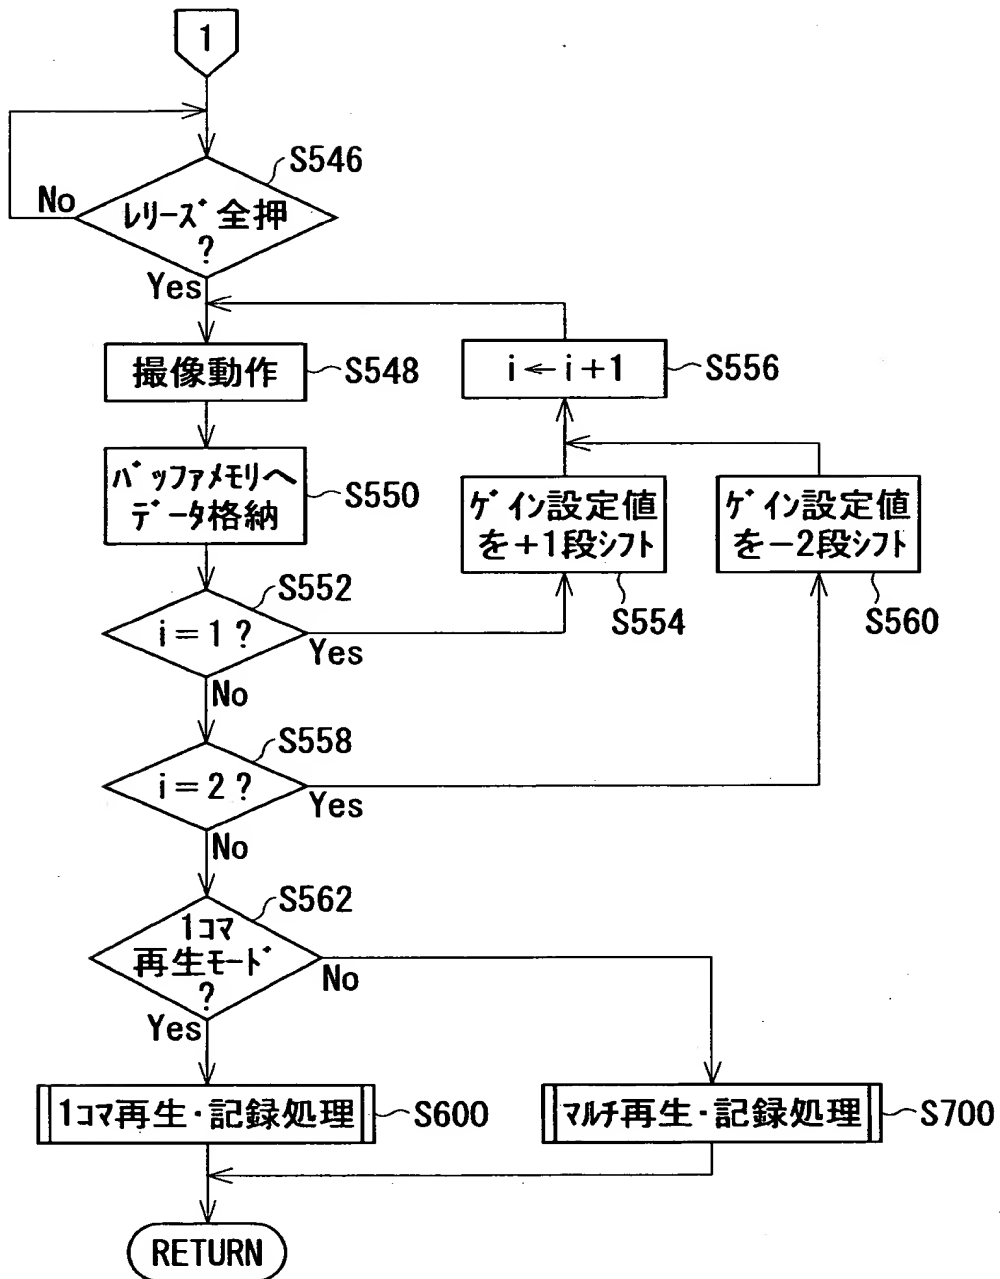 1
S546
No
レリーズ全押
?
Yes
撮像動作
S548
i←i+1
S556
バッファメモリへ
データ格納
S550
ゲイン設定値
を+1段シフト
S554
ゲイン設定値
を-2段シフト
S560
S552
i=1?
Yes
No
S558
i=2?
Yes
No
S562
1コマ
再生モード
?
No
Yes
1コマ再生・記録処理
S600
マルチ再生・記録処理
S700
RETURN